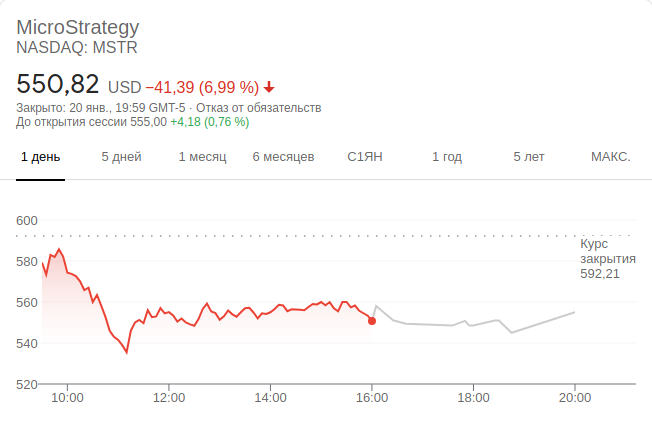 MicroStrategy
NASDAQ: MSTR
550,82 USD −41,39 (6,99 %)
Закрыто: 20 янв., 19:59 GMT-5 · Отказ от обязательств
До открытия сессии 555,00 +4,18 (0,76 %)
1 день 5 дней 1 месяц 6 месяцев С1ЯН 1 год 5 лет МАКС.
600
Курс
закрытия
592,21
580
560
540
520
10:00 12:00 14:00 16:00 18:00 20:00